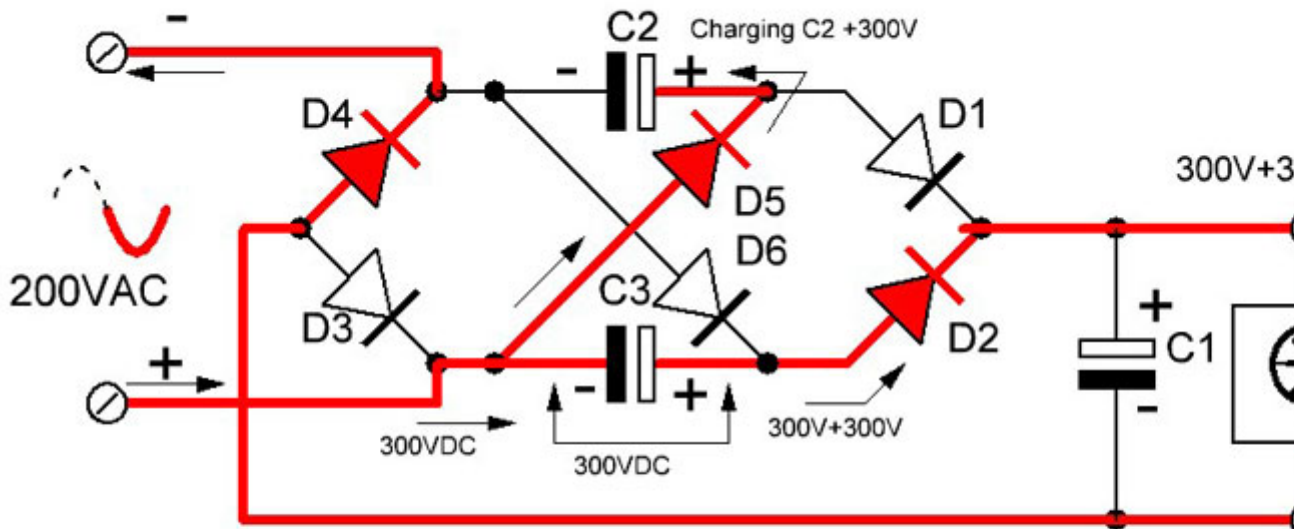 -
C2
Charging C2 +300V
-
+
D4
D1
300V+3
D5
D6
200VAC
C3
D3
D2
+
C1
+
-
+
-
300VDC
300V+300V
300VDC